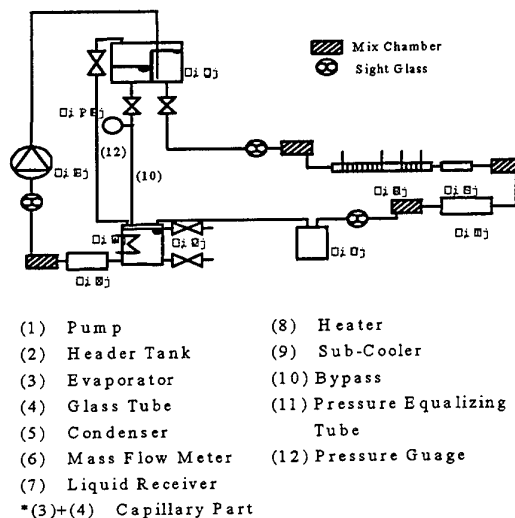 Mix Chamber
Sight Glass
(12)
(10)
(1) Pump
(2) Header Tank
(3) Evaporator
(4) Glass Tube
(5) Condenser
(6) Mass Flow Meter
(7) Liquid Receiver
*(3)+(4) Capillary Part
(8) Heater
(9) Sub-Cooler
(10) Bypass
(11) Pressure Equalizing
Tube
(12) Pressure Guage